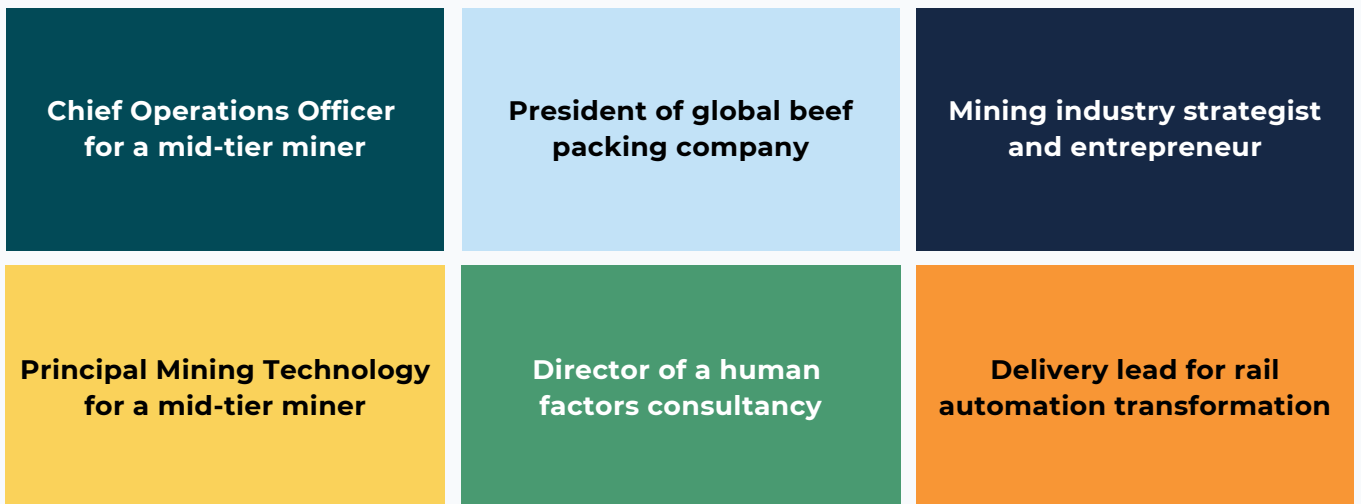 Chief Operations Officer
for a mid-tier miner
President of global beef
packing company
Mining industry strategist
and entrepreneur
Principal Mining Technology
for a mid-tier miner
Director of a human
factors consultancy
Delivery lead for rail
automation transformation